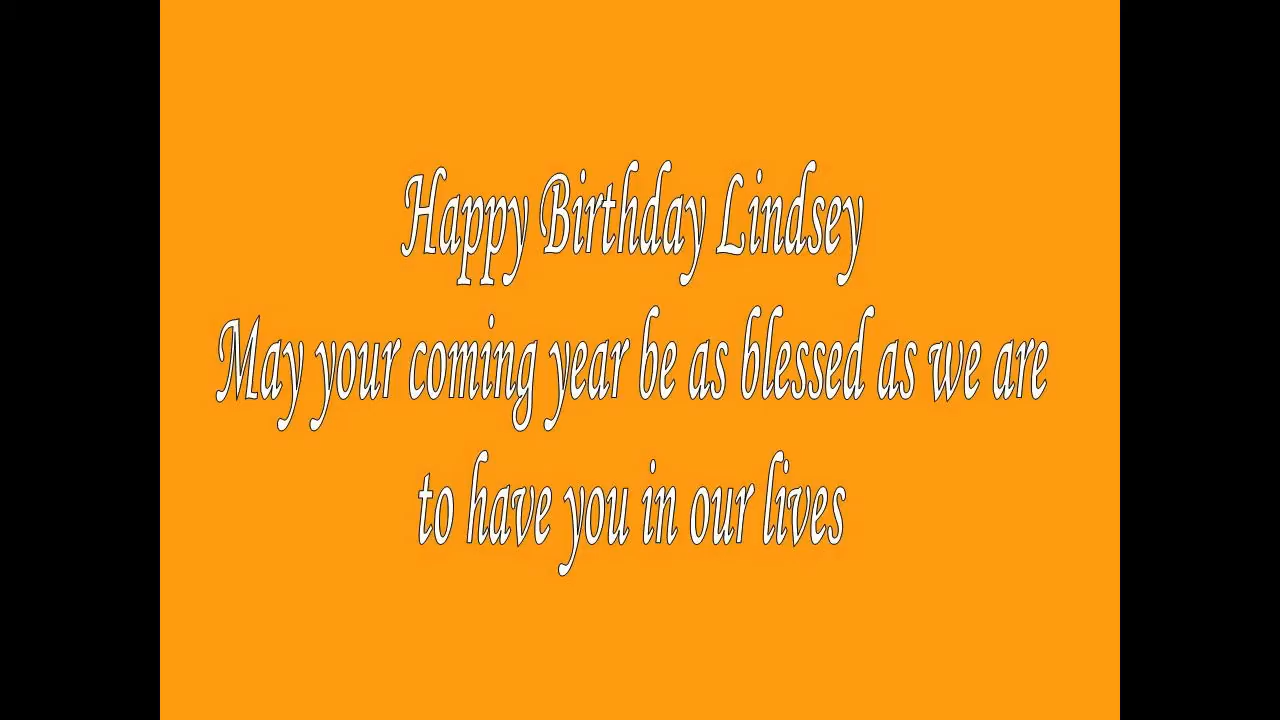 Happy Birthday Lindsey
May your coming year be as blessed as we are
to have you in our lives